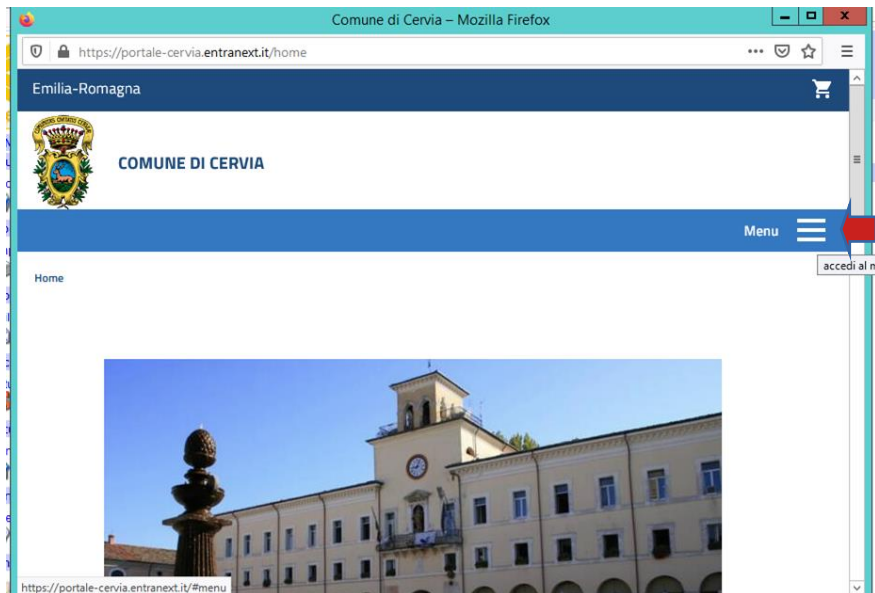 Comune di Cervia – Mozilla Firefox
https://portale-cervia.entranext.it/home
Emilia-Romagna
COMUNE DI CERVIA
Menu
accedi al m
Home
https://portale-cervia.entranext.it/#menu